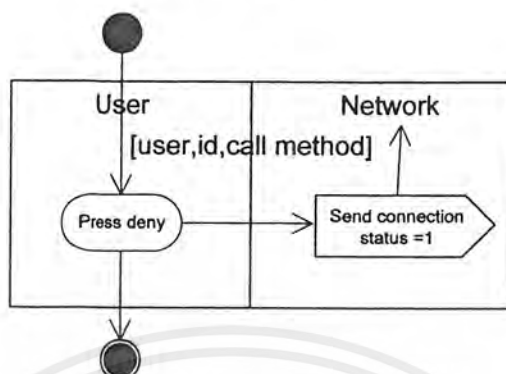 User
Network
[user,id,call method]
Press deny
Send connection
status =1